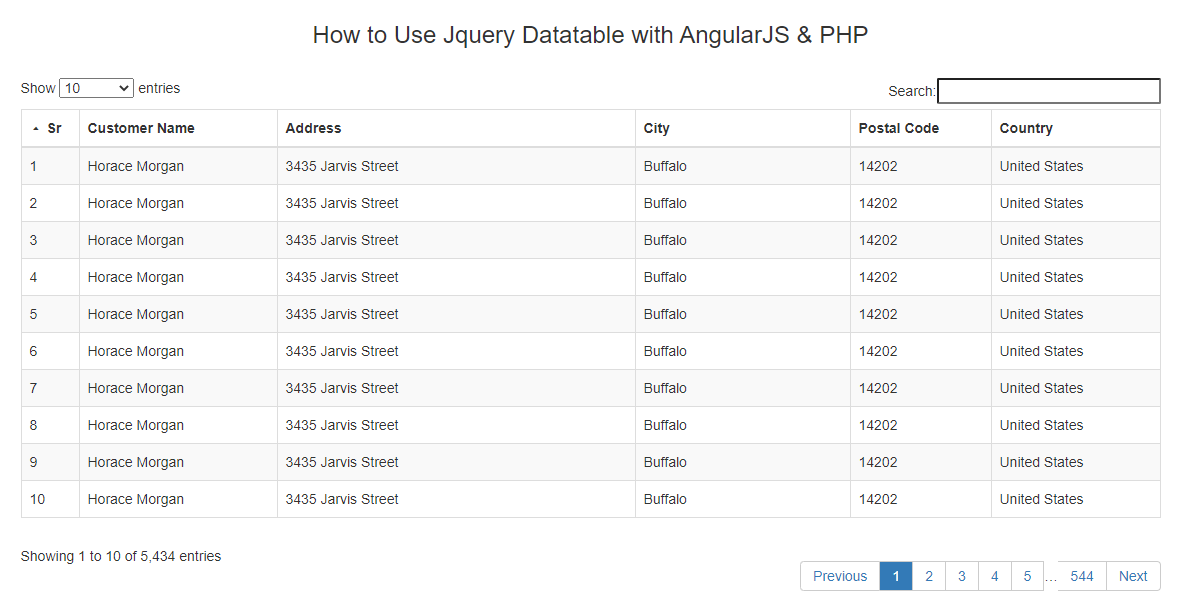 How to Use Jquery Datatable with AngularJS & PHP
Show 10 entries Search:
Sr Customer Name Address City Postal Code Country
1 Horace Morgan 3435 Jarvis Street Buffalo 14202 United States
2 Horace Morgan 3435 Jarvis Street Buffalo 14202 United States
3 Horace Morgan 3435 Jarvis Street Buffalo 14202 United States
4 Horace Morgan 3435 Jarvis Street Buffalo 14202 United States
5 Horace Morgan 3435 Jarvis Street Buffalo 14202 United States
6 Horace Morgan 3435 Jarvis Street Buffalo 14202 United States
7 Horace Morgan 3435 Jarvis Street Buffalo 14202 United States
8 Horace Morgan 3435 Jarvis Street Buffalo 14202 United States
9 Horace Morgan 3435 Jarvis Street Buffalo 14202 United States
10 Horace Morgan 3435 Jarvis Street Buffalo 14202 United States
Showing 1 to 10 of 5,434 entries
Previous 1 2 3 4 5 … 544 Next